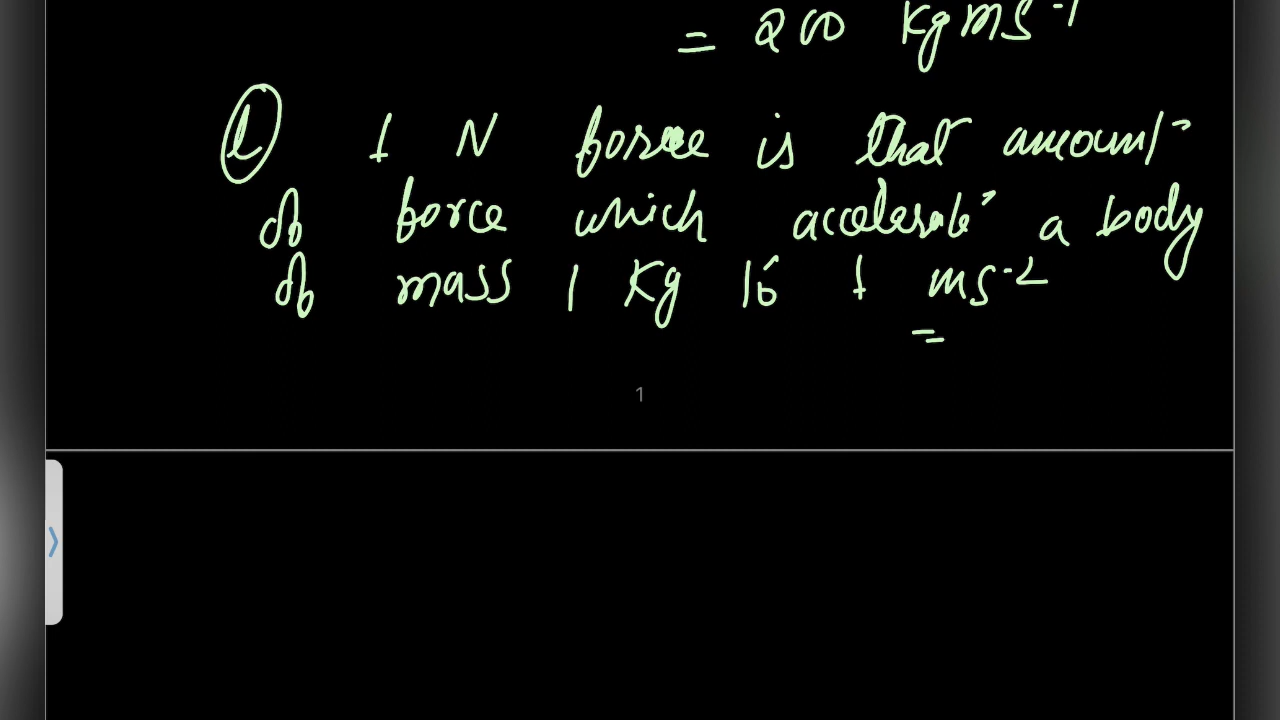 = 200 kgms⁻¹
1 N force is that amount
of force which accelerate a body
of mass 1 Kg to 1 ms⁻²
1